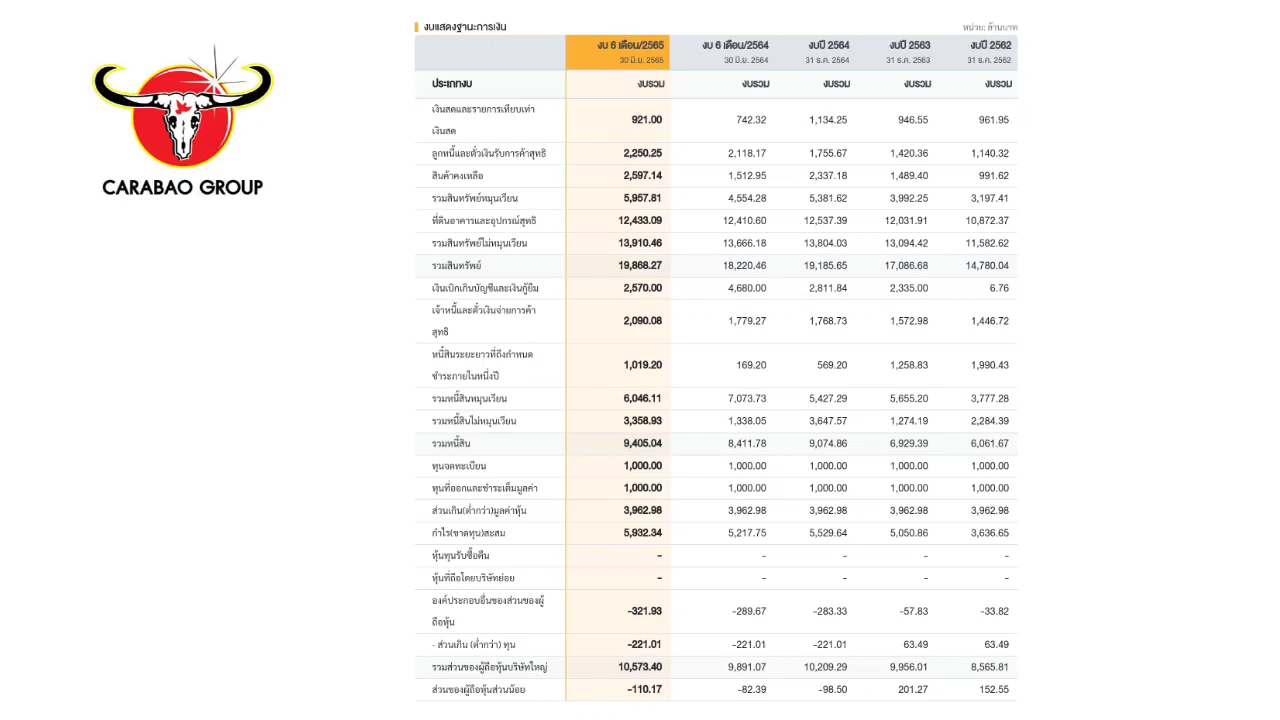 CARABAO GROUP
งบแสดงฐานะการเงิน หน่วย: ล้านบาท
งบ 6 เดือน/2565 งบ 6 เดือน/2564 งบปี 2564 งบปี 2563 งบปี 2562
30 มิ.ย. 2565 30 มิ.ย. 2564 31 ธ.ค. 2564 31 ธ.ค. 2563 31 ธ.ค. 2562
ประเภทงบ งบรวม งบรวม งบรวม งบรวม งบรวม
เงินสดและรายการเทียบเท่า
เงินสด 921.00 742.32 1,134.25 946.55 961.95
ลูกหนี้และตั๋วเงินรับการค้าสุทธิ 2,250.25 2,118.17 1,755.67 1,420.36 1,140.32
สินค้าคงเหลือ 2,597.14 1,512.95 2,337.18 1,489.40 991.62
รวมสินทรัพย์หมุนเวียน 5,957.81 4,554.28 5,381.62 3,992.25 3,197.41
ที่ดินอาคารและอุปกรณ์สุทธิ 12,433.09 12,410.60 12,537.39 12,031.91 10,872.37
รวมสินทรัพย์ไม่หมุนเวียน 13,910.46 13,666.18 13,804.03 13,094.42 11,582.62
รวมสินทรัพย์ 19,868.27 18,220.46 19,185.65 17,086.68 14,780.04
เงินเบิกเกินบัญชีและเงินกู้ยืม 2,570.00 4,680.00 2,811.84 2,335.00 6.76
เจ้าหนี้และตั๋วเงินจ่ายการค้า
สุทธิ 2,090.08 1,779.27 1,768.73 1,572.98 1,446.72
หนี้สินระยะยาวที่ถึงกำหนด
ชำระภายในหนึ่งปี 1,019.20 169.20 569.20 1,258.83 1,990.43
รวมหนี้สินหมุนเวียน 6,046.11 7,073.73 5,427.29 5,655.20 3,777.28
รวมหนี้สินไม่หมุนเวียน 3,358.93 1,338.05 3,647.57 1,274.19 2,284.39
รวมหนี้สิน 9,405.04 8,411.78 9,074.86 6,929.39 6,061.67
ทุนจดทะเบียน 1,000.00 1,000.00 1,000.00 1,000.00 1,000.00
ทุนที่ออกและชำระเต็มมูลค่า 1,000.00 1,000.00 1,000.00 1,000.00 1,000.00
ส่วนเกิน(ต่ำกว่า)มูลค่าหุ้น 3,962.98 3,962.98 3,962.98 3,962.98 3,962.98
กำไร(ขาดทุน)สะสม 5,932.34 5,217.75 5,529.64 5,050.86 3,636.65
หุ้นทุนรับซื้อคืน - - - - -
หุ้นที่ถือโดยบริษัทย่อย - - - - -
องค์ประกอบอื่นของส่วนของผู้
ถือหุ้น -321.93 -289.67 -283.33 -57.83 -33.82
- ส่วนเกิน (ต่ำกว่า) ทุน -221.01 -221.01 -221.01 63.49 63.49
รวมส่วนของผู้ถือหุ้นบริษัทใหญ่ 10,573.40 9,891.07 10,209.29 9,956.01 8,565.81
ส่วนของผู้ถือหุ้นส่วนน้อย -110.17 -82.39 -98.50 201.27 152.55